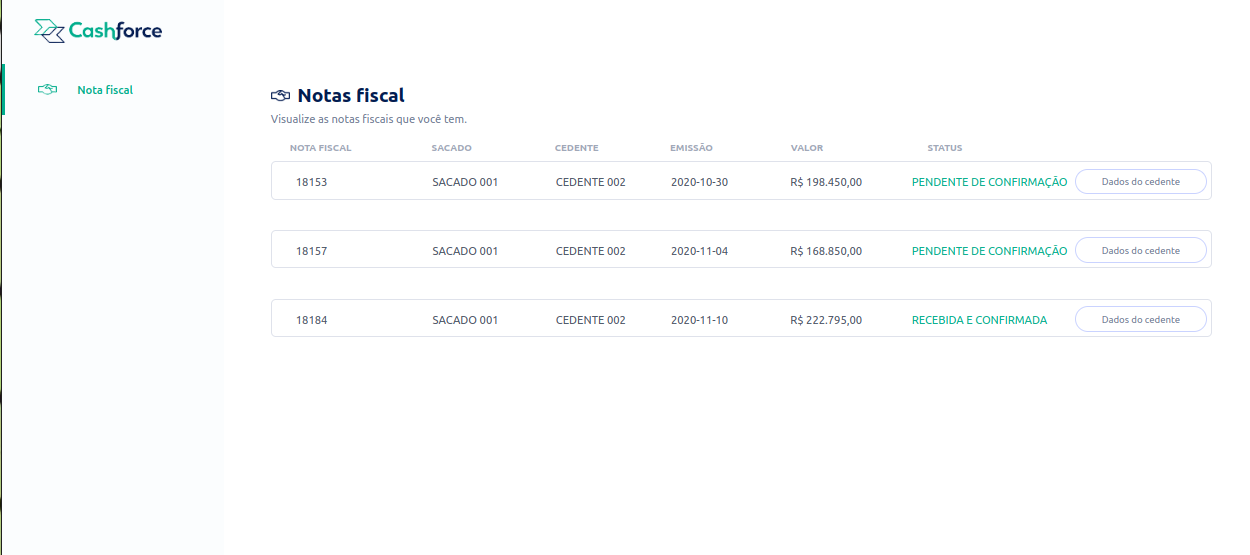 Cashforce
Nota fiscal
Notas fiscal
Visualize as notas fiscais que você tem.
NOTA FISCAL SACADO CEDENTE EMISSÃO VALOR STATUS
18153 SACADO 001 CEDENTE 002 2020-10-30 R$ 198.450,00 PENDENTE DE CONFIRMAÇÃO Dados do cedente
18157 SACADO 001 CEDENTE 002 2020-11-04 R$ 168.850,00 PENDENTE DE CONFIRMAÇÃO Dados do cedente
18184 SACADO 001 CEDENTE 002 2020-11-10 R$ 222.795,00 RECEBIDA E CONFIRMADA Dados do cedente